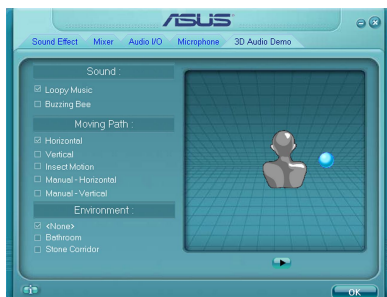 ASUS
Sound Effect Mixer Audio I/O Microphone 3D Audio Demo
Sound :
Loopy Music
Buzzing Bee
Moving Path :
Horizontal
Vertical
Insect Motion
Manual - Horizontal
Manual - Vertical
Environment :
<None>
Bathroom
Stone Corridor
OK